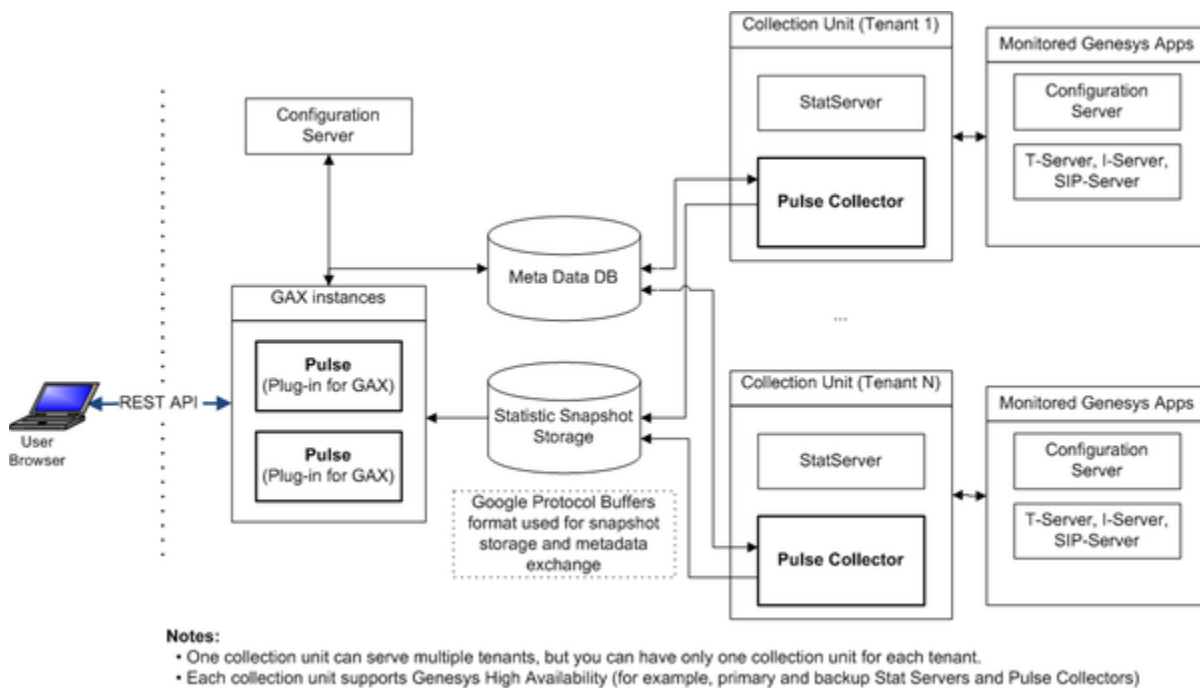 Collection Unit (Tenant 1)
Monitored Genesys Apps
StatServer
Configuration
Server
Configuration
Server
T-Server, I-Server,
SIP-Server
Pulse Collector
Meta Data DB
GAX instances
...
Pulse
(Plug-in for GAX)
REST API
User
Browser
Pulse
(Plug-in for GAX)
Statistic Snapshot
Storage
Google Protocol Buffers
format used for snapshot
storage and metadata
exchange
Collection Unit (Tenant N)
Monitored Genesys Apps
StatServer
Configuration
Server
T-Server, I-Server,
SIP-Server
Pulse Collector
Notes:
• One collection unit can serve multiple tenants, but you can have only one collection unit for each tenant.
• Each collection unit supports Genesys High Availability (for example, primary and backup Stat Servers and Pulse Collectors)